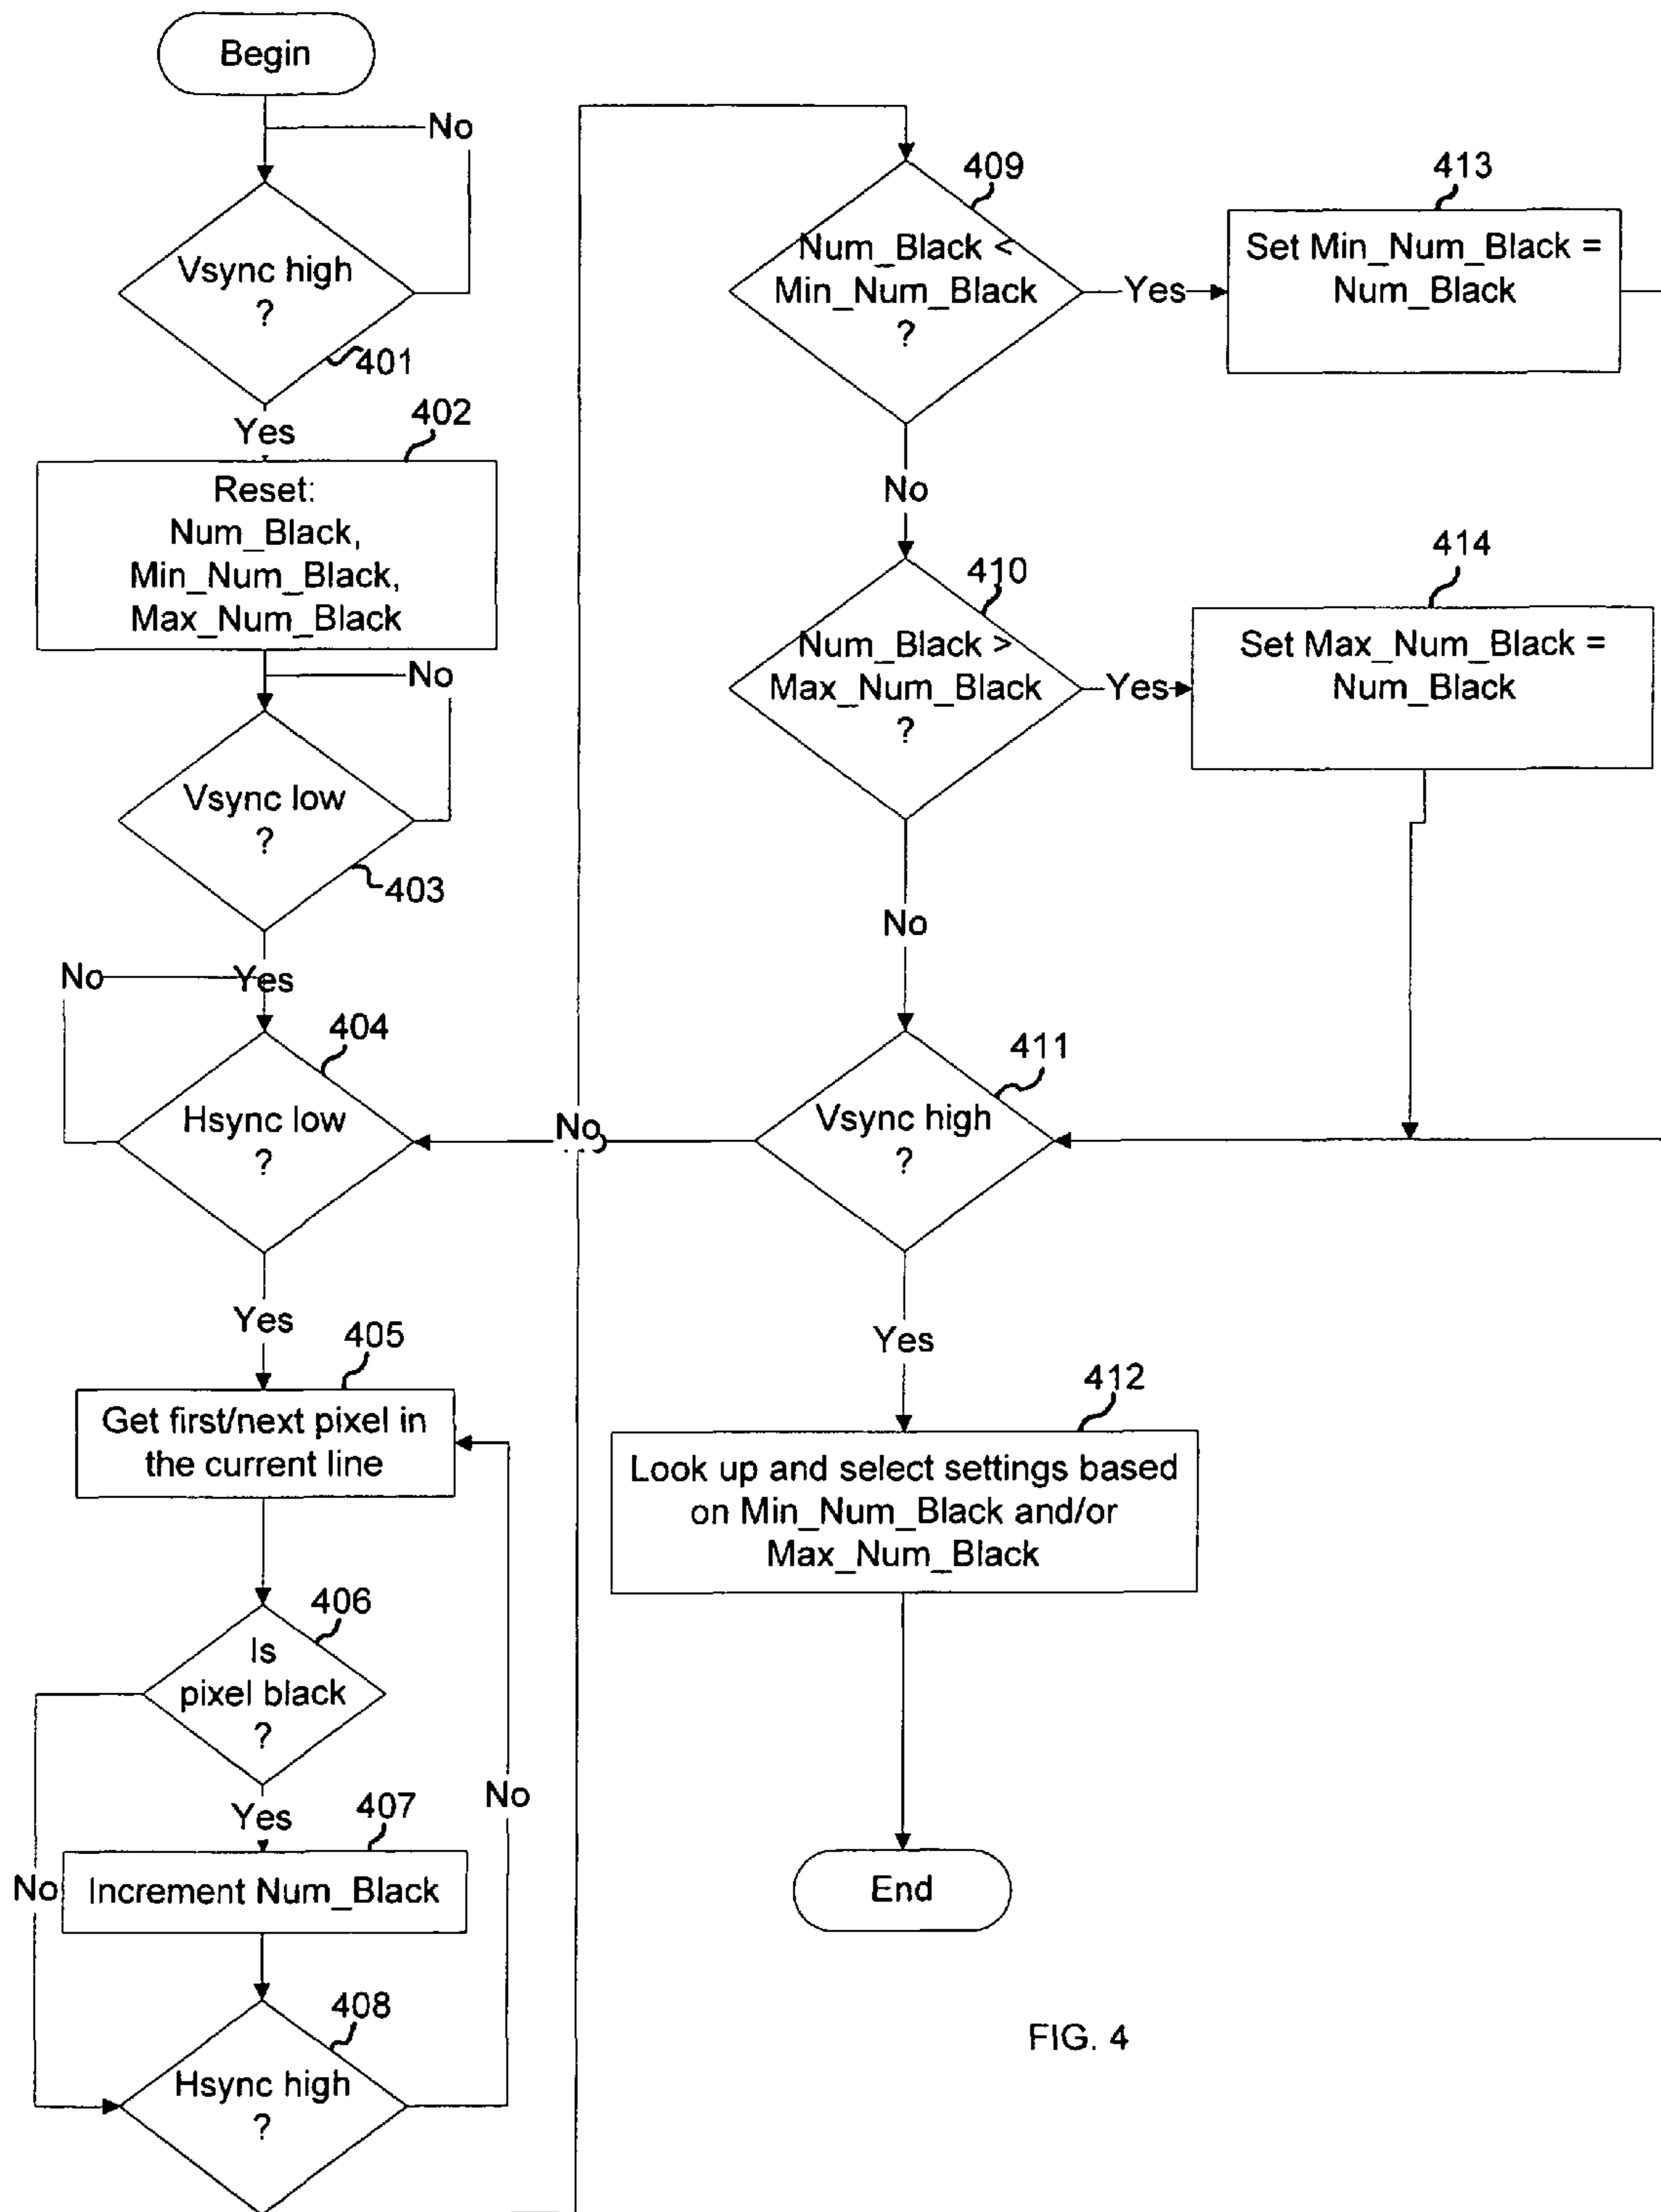 Begin
No
Vsync high
?
401
Yes
402
Reset:
Num_Black,
Min_Num_Black,
Max_Num_Black
No
Vsync low
?
403
No
Yes
404
Hsync low
?
Yes
405
Get first/next pixel in
the current line
406
Is
pixel black
?
No
Yes
407
No
Increment Num_Black
408
Hsync high
?
409
Num_Black <
Min_Num_Black
?
Yes
413
Set Min_Num_Black =
Num_Black
No
410
Num_Black >
Max_Num_Black
?
Yes
414
Set Max_Num_Black =
Num_Black
No
411
Vsync high
?
No
Yes
412
Look up and select settings based
on Min_Num_Black and/or
Max_Num_Black
End
FIG. 4